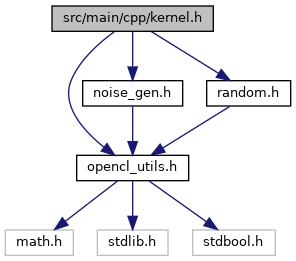 src/main/cpp/kernel.h
noise_gen.h
random.h
opencl_utils.h
math.h
stdlib.h
stdbool.h